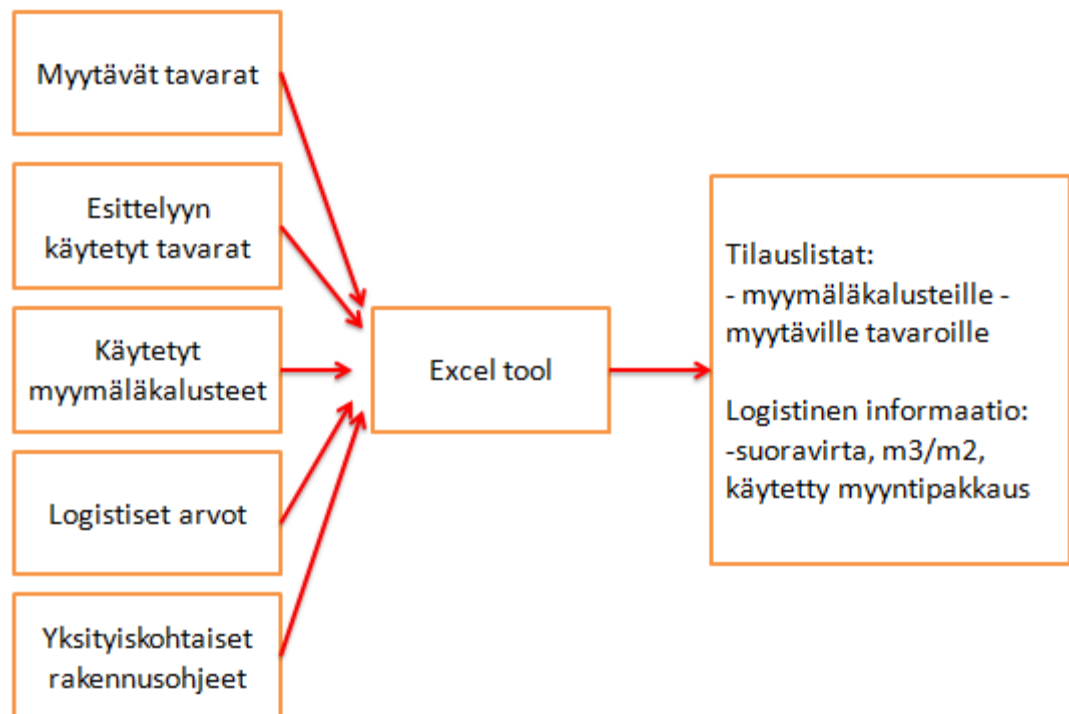 Myytävät tavarat
Esittelyyn
käytetyt tavarat
Käytetyt
myymäläkalusteet
Logistiset arvot
Yksityiskohtaiset
rakennusohjeet
Excel tool
Tilauslistat:
- myymäläkalusteille -
myytäville tavaroille
Logistinen informaatio:
-suoravirta, m3/m2,
käytetty myyntipakkaus